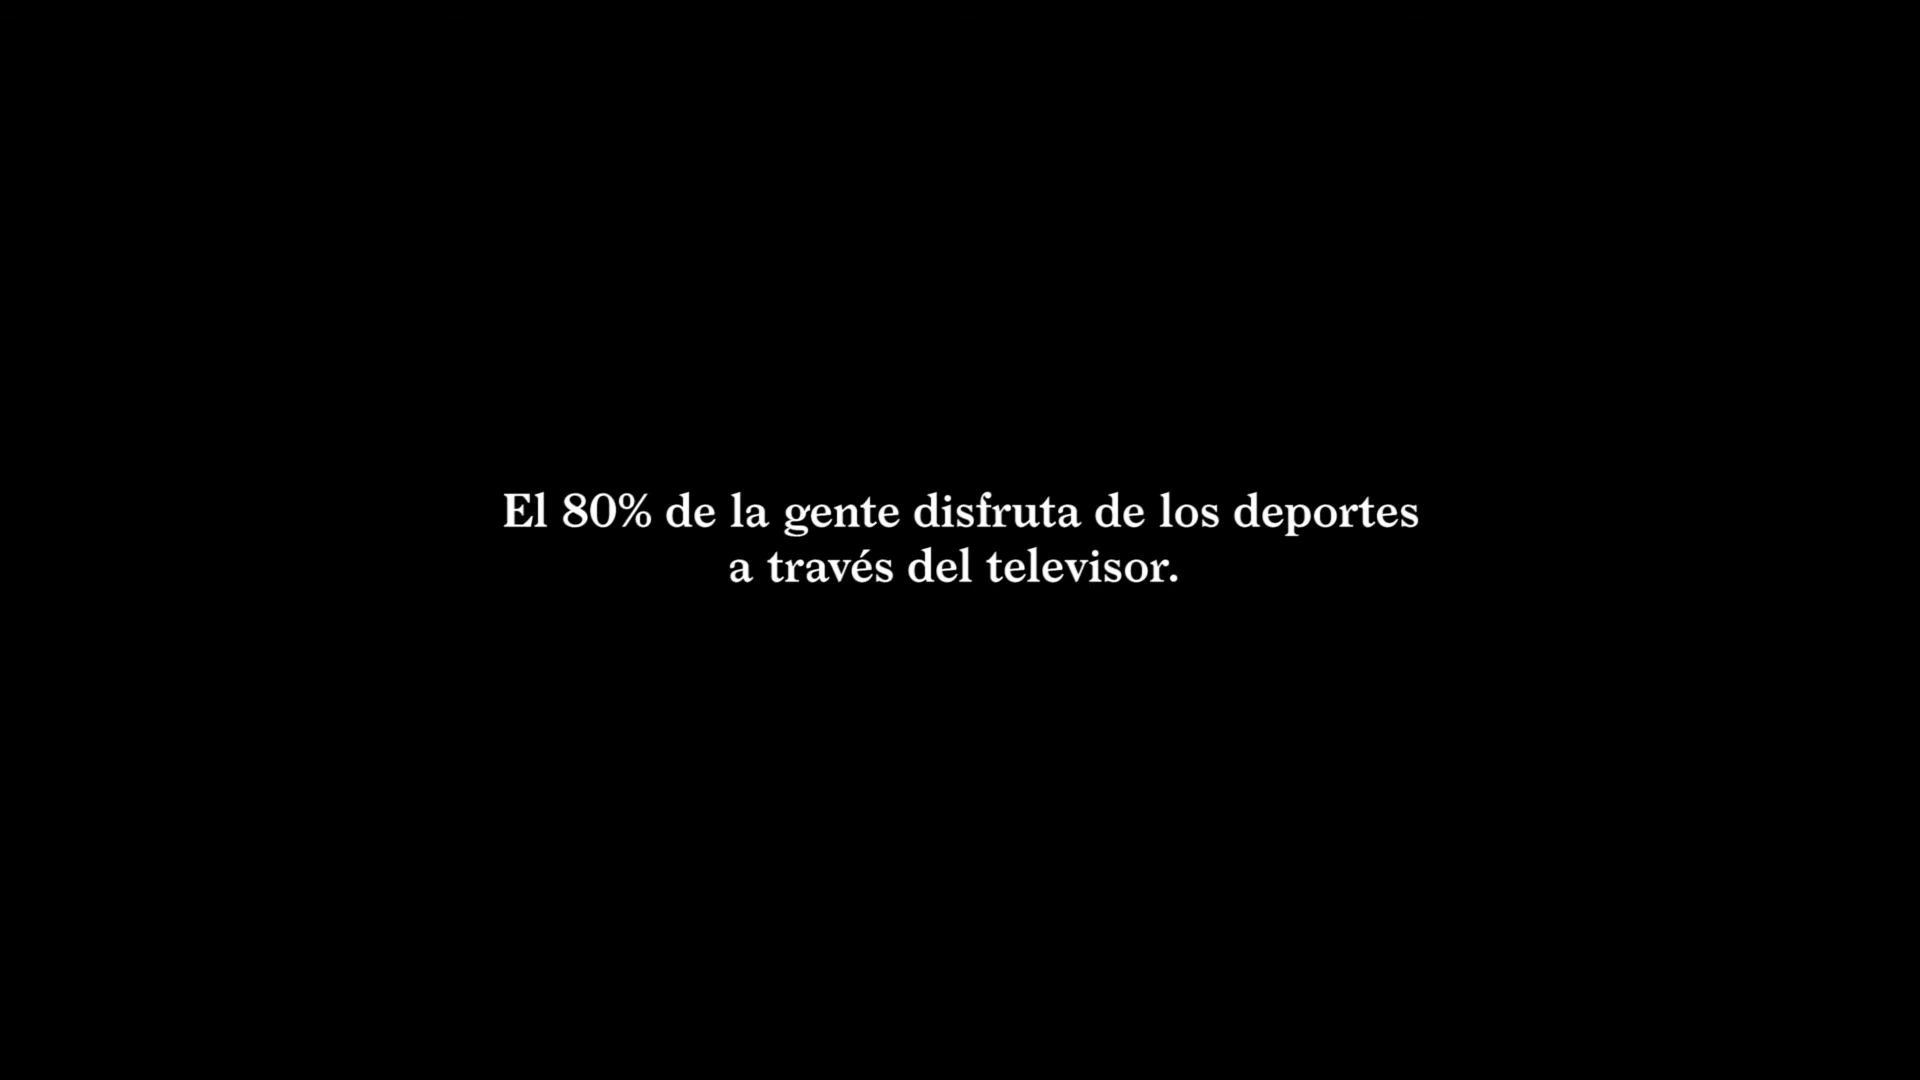 El 80% de la gente disfruta de los deportes
a través del televisor.